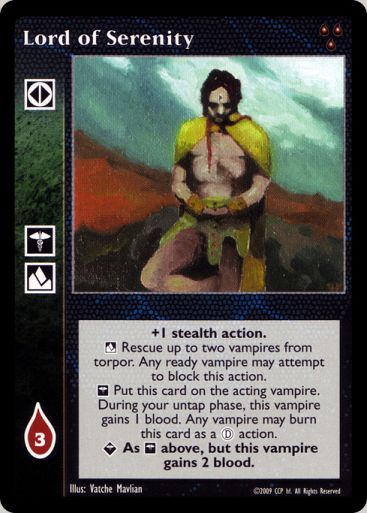 Lord of Serenity
+1 stealth action.
Rescue up to two vampires from
torpor. Any ready vampire may attempt
to block this action.
Put this card on the acting vampire.
During your untap phase, this vampire
gains 1 blood. Any vampire may burn
this card as a D action.
As above, but this vampire
gains 2 blood.
3
Illus: Vatche Mavlian
©2009 CCP hf. All Rights Reserved